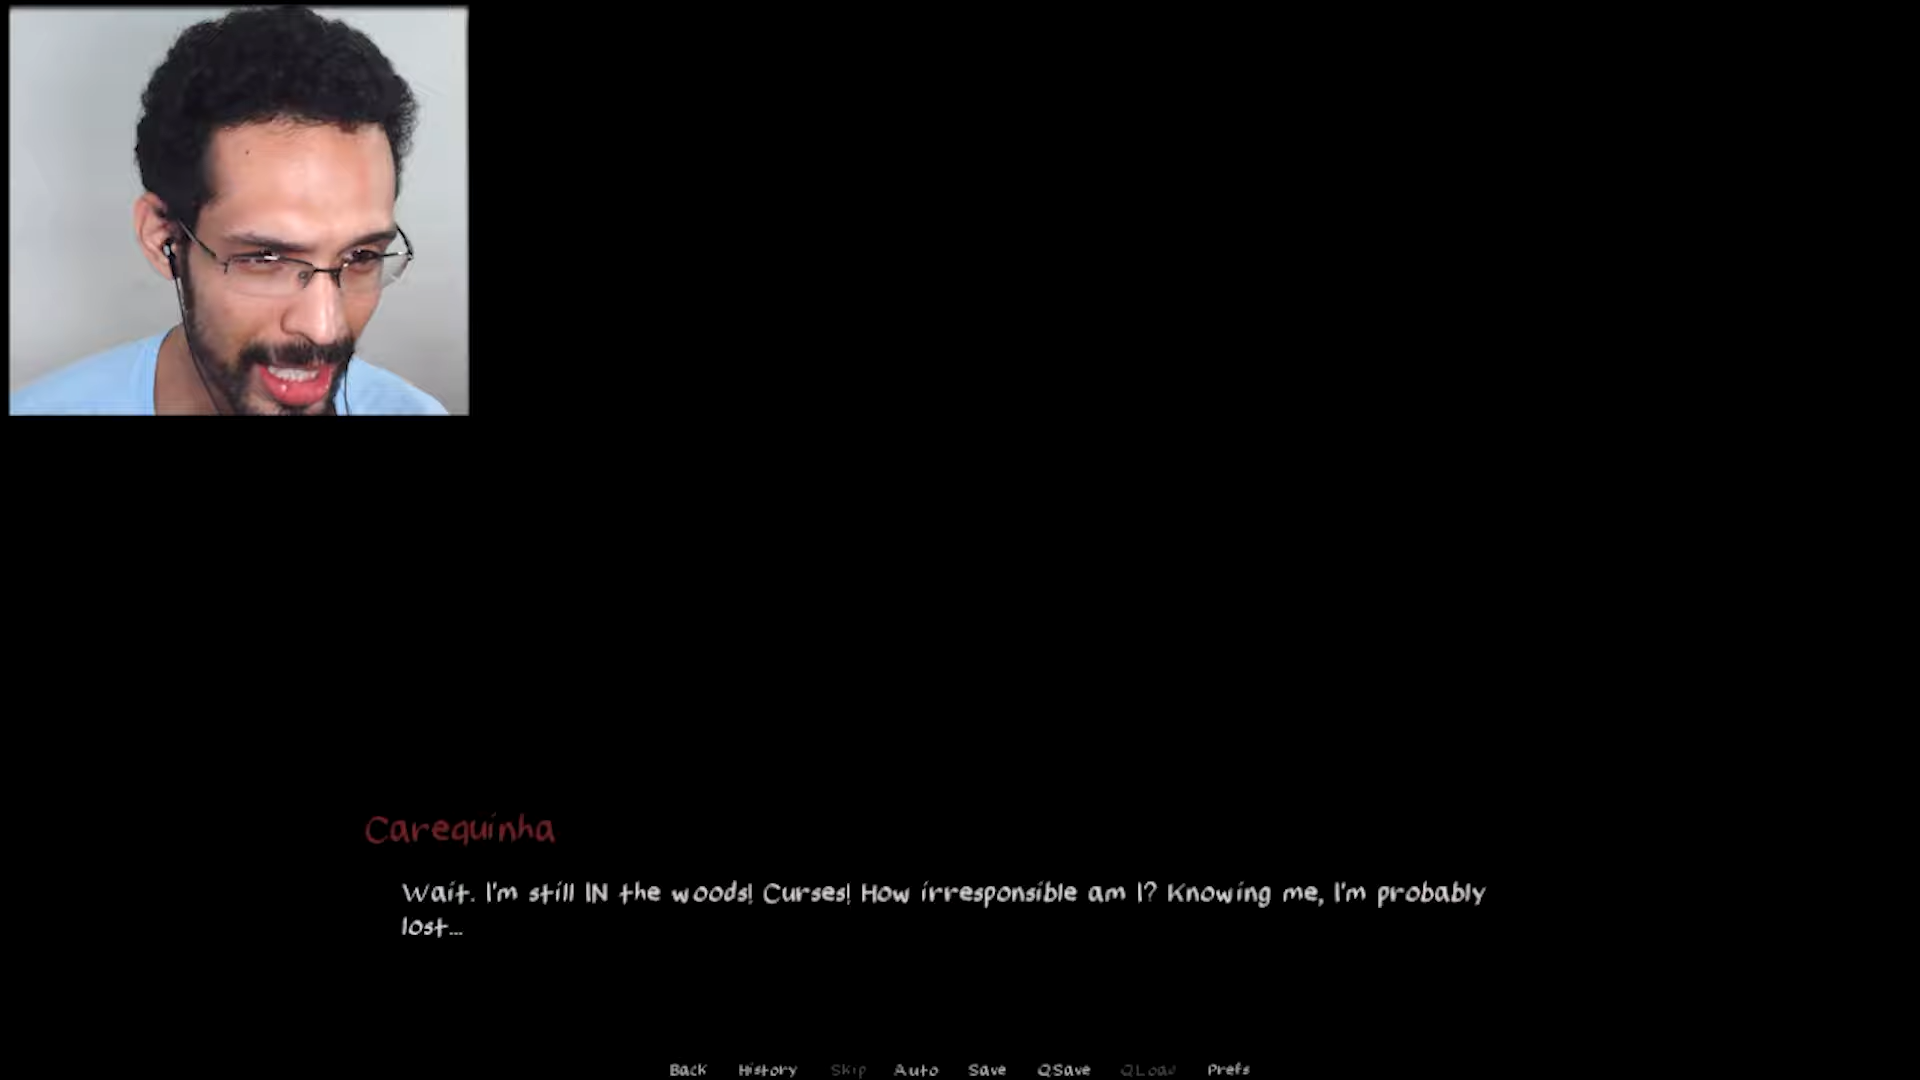 Carequinha
Wait. I'm still IN the woods! Curses! How irresponsible am I? Knowing me, I'm probably
lost...
Back History Skip Auto Save QSave QLoad Prefs